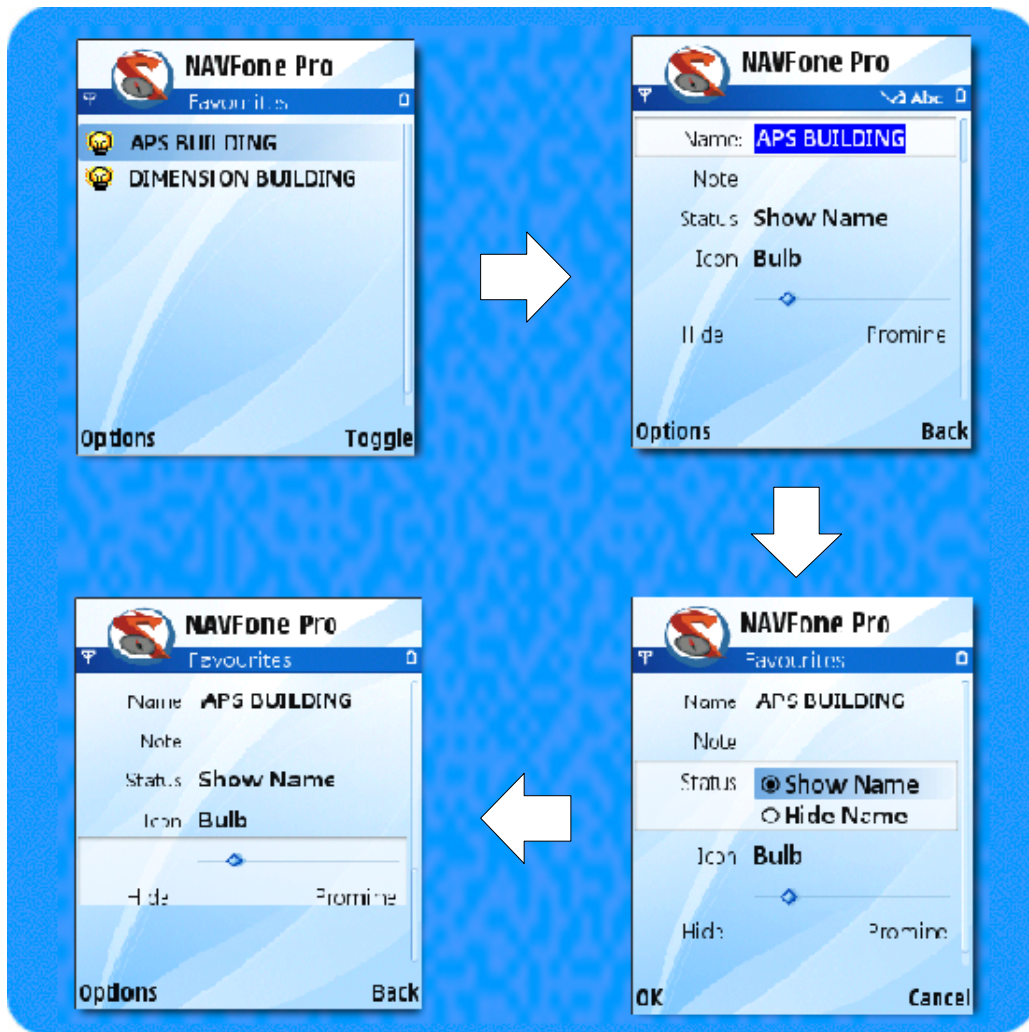 NAVFone Pro
Favourites
APS BUILDING
DIMENSION BUILDING
Options Toggle
NAVFone Pro
Abc
Name: APS BUILDING
Note
Status Show Name
Icon Bulb
Hide Promine
Options Back
NAVFone Pro
Favourites
Name APS BUILDING
Note
Status Show Name
Hide Name
Icon Bulb
Hide Promine
OK Cancel
NAVFone Pro
Favourites
Name APS BUILDING
Note
Status Show Name
Icon Bulb
Hide Promine
Options Back